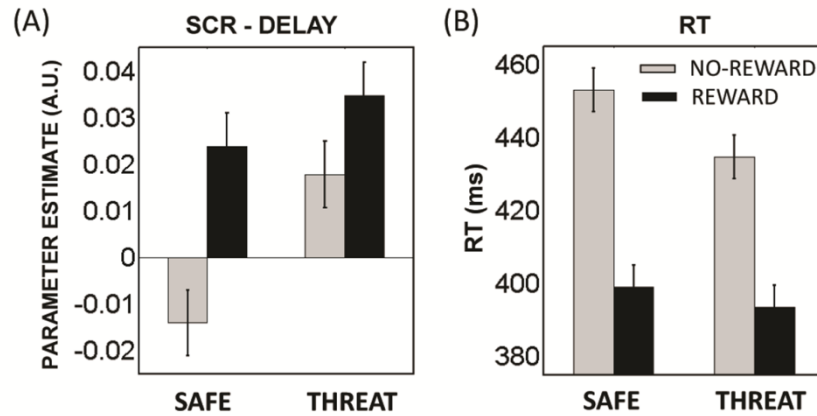 (A)
SCR - DELAY
PARAMETER ESTIMATE (A.U.)
0.04
0.03
0.02
0.01
0
-0.01
-0.02
SAFE THREAT
(B)
RT
RT (ms)
460
440
420
400
380
NO-REWARD
REWARD
SAFE THREAT